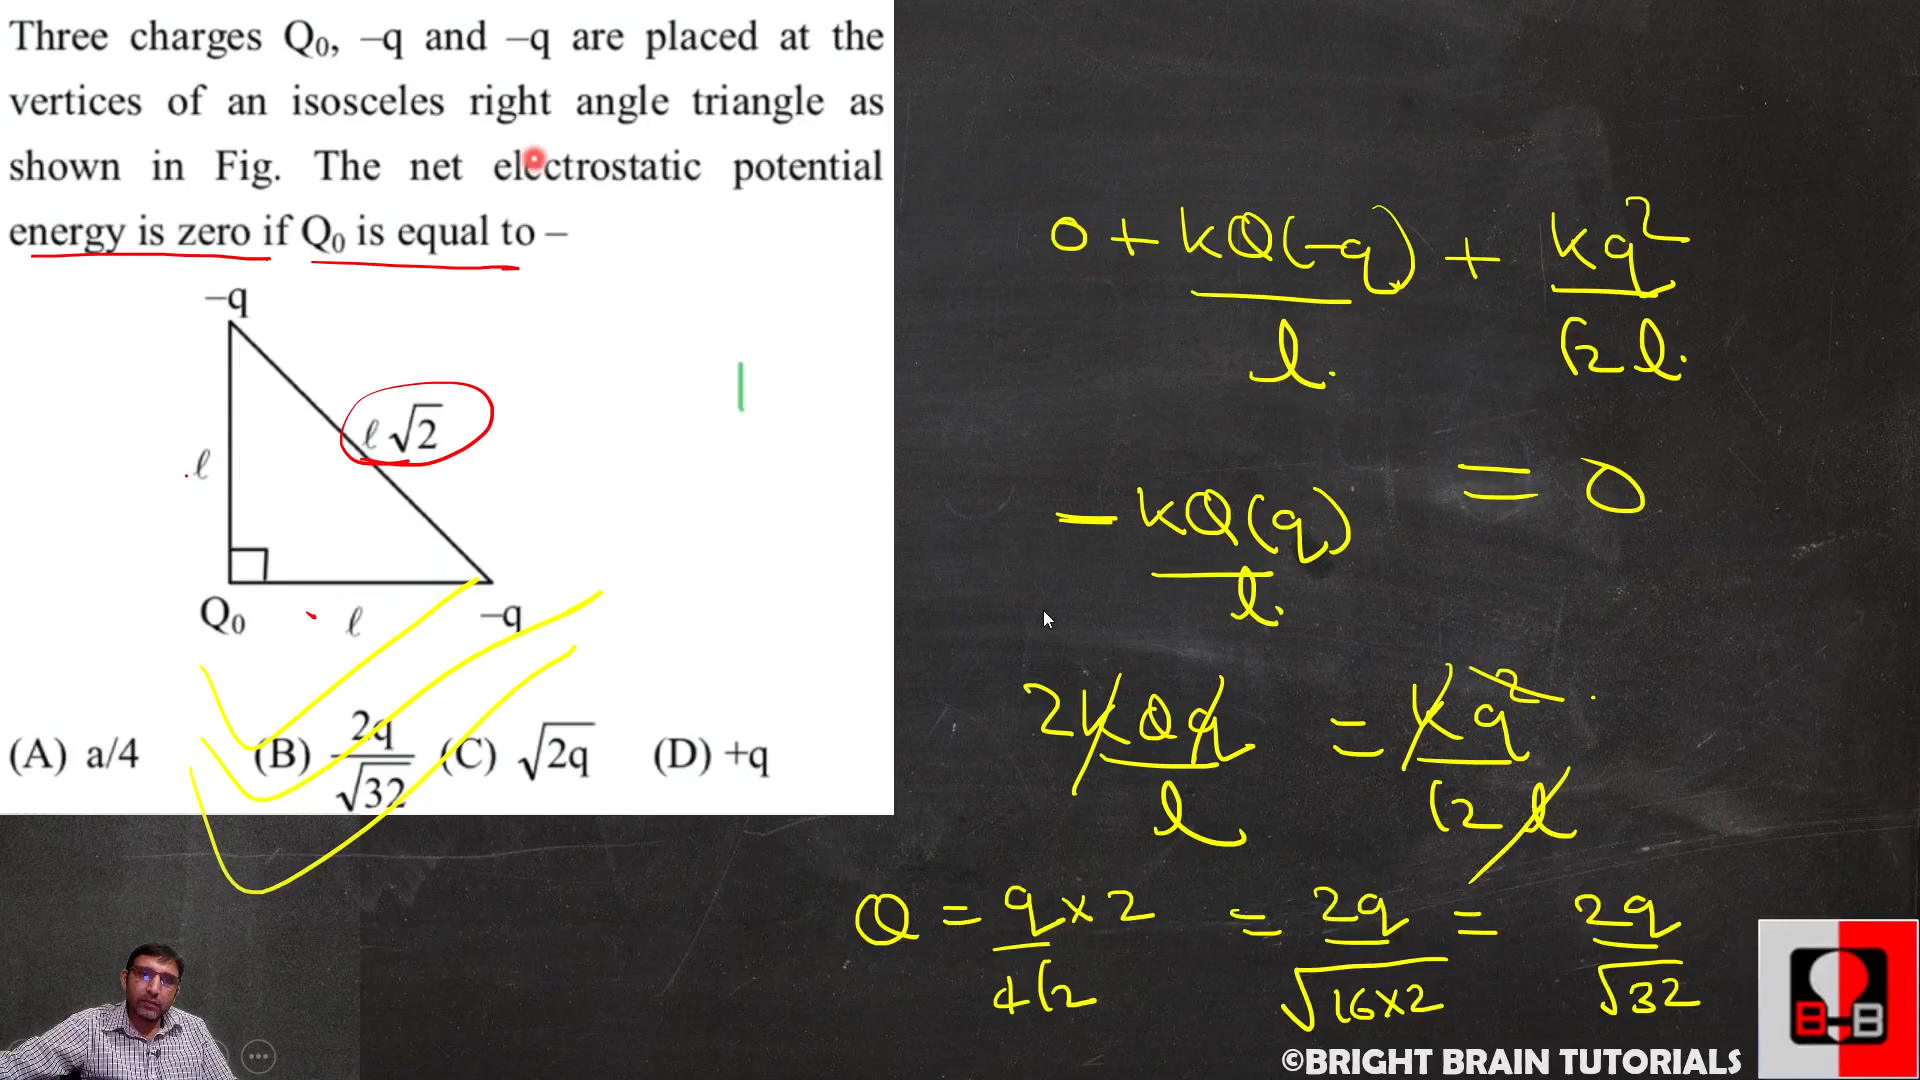 Three charges Q₀, –q and –q are placed at the
vertices of an isosceles right angle triangle as
shown in Fig. The net electrostatic potential
energy is zero if Q₀ is equal to –
–q
ℓ√2
ℓ
Q₀
ℓ
–q
(A) a/4 (B) 2q/√32 (C) √2q (D) +q
0 + kQ(-q)/l. + kq²/√2 l.
= 0
- kQ(q)/l.
2kQq/l = kq²/√2 l
Q = q×2/4√2 = 2q/√16×2 = 2q/√32
B B
©BRIGHT BRAIN TUTORIALS